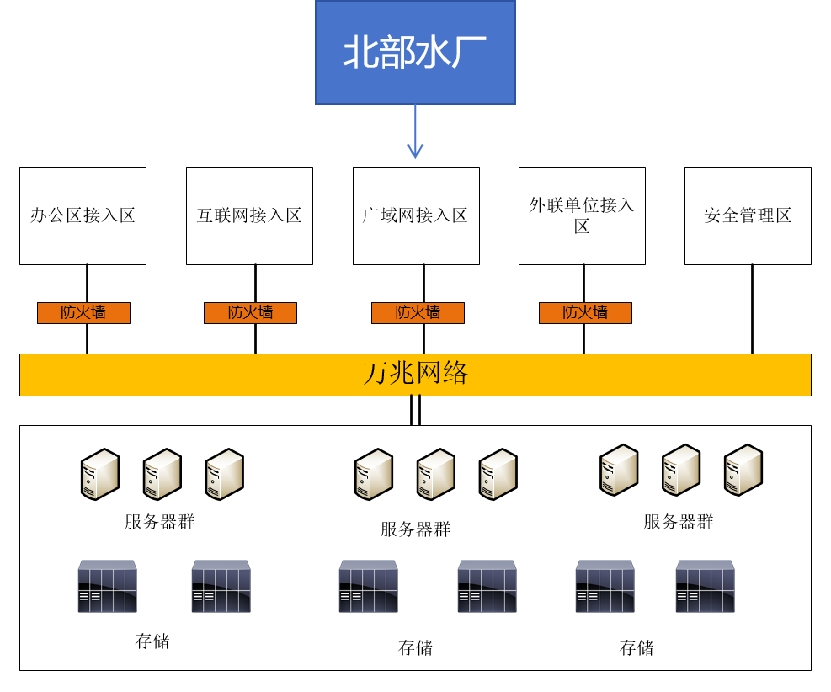 北部水厂
办公区接入区
互联网接入区
广域网接入区
外联单位接入
区
安全管理区
防火墙
防火墙
防火墙
防火墙
万兆网络
服务器群
服务器群
服务器群
存储
存储
存储